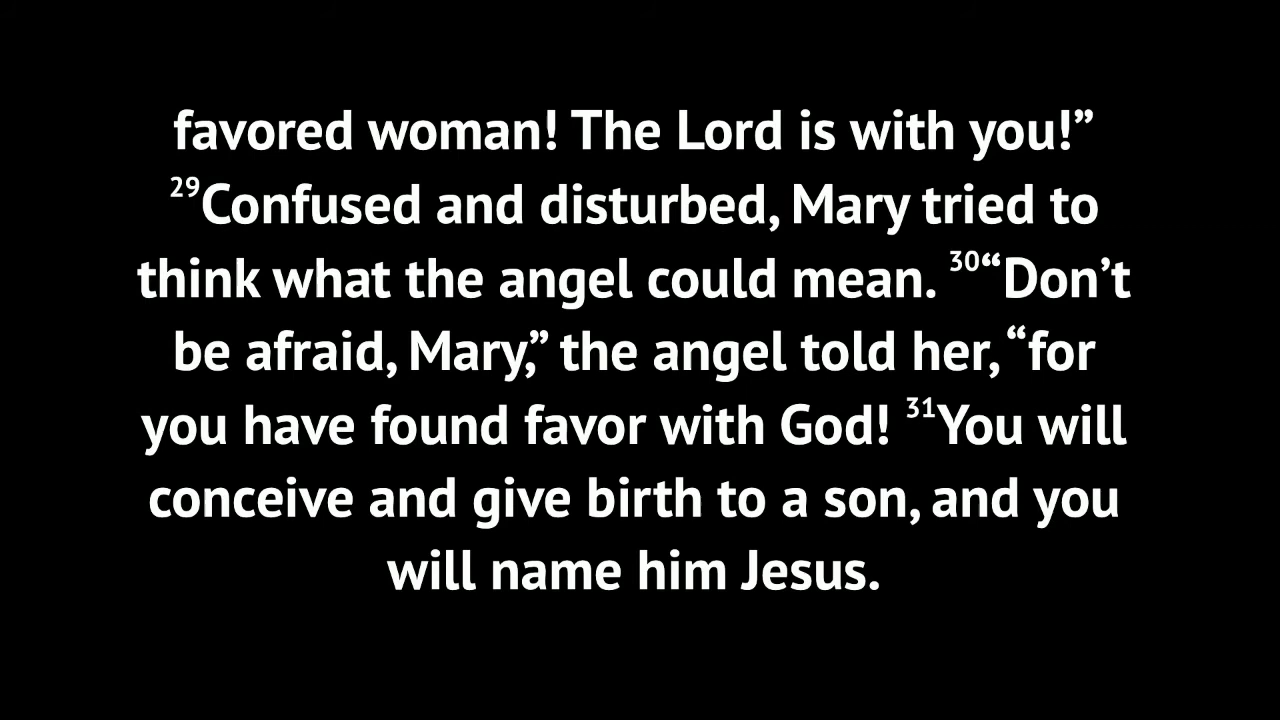 favored woman! The Lord is with you!”
²⁹Confused and disturbed, Mary tried to
think what the angel could mean. ³⁰“Don’t
be afraid, Mary,” the angel told her, “for
you have found favor with God! ³¹You will
conceive and give birth to a son, and you
will name him Jesus.